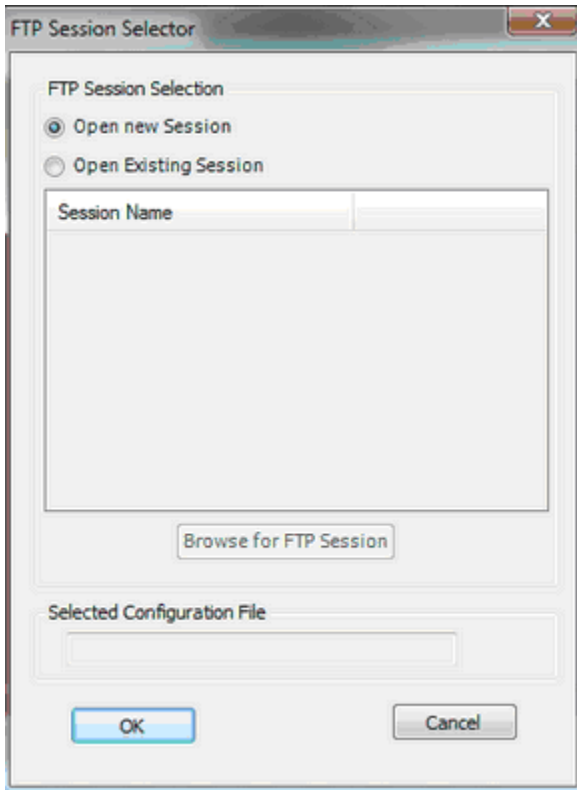 FTP Session Selector
FTP Session Selection
Open new Session
Open Existing Session
Session Name
Browse for FTP Session
Selected Configuration File
OK
Cancel